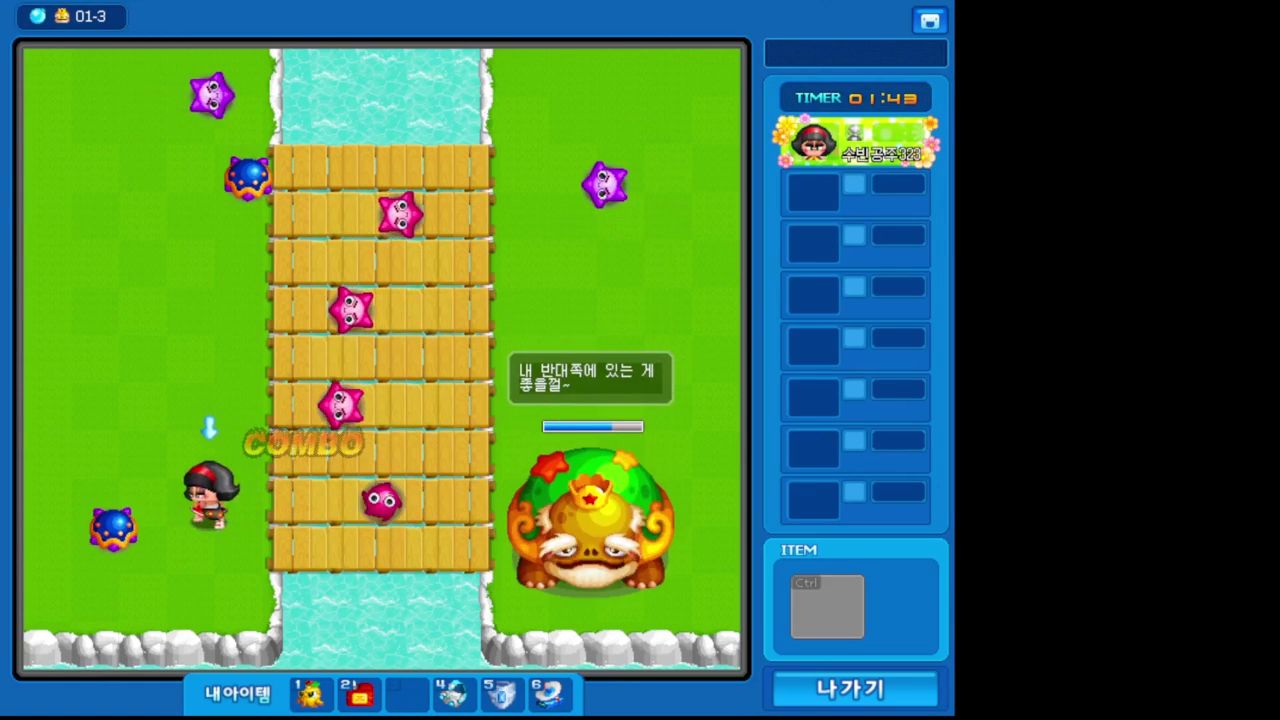 01-3
TIMER 01:43
수빈공주323
내 반대쪽에 있는 게
좋을껄~
COMBO
ITEM
Ctrl
내아이템
1
2
4
5
6
나가기